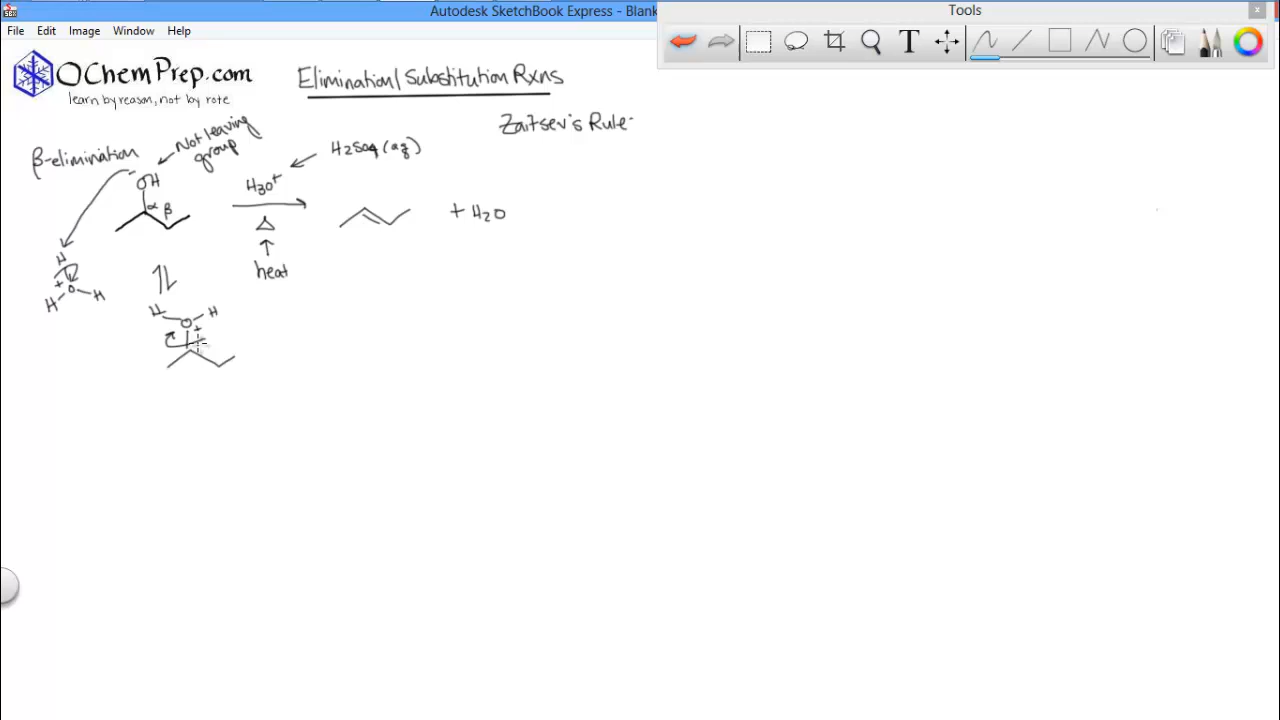 Autodesk SketchBook Express - Blank
Tools
File Edit Image Window Help
OChemPrep.com
learn by reason, not by rote
Elimination/Substitution Rxns
Zaitsev's Rule-
β-elimination
Not leaving
group
H2SO4 (aq)
OH
α β
H3O+
Δ
+ H2O
heat
H
+ O
H H
H H
O
+